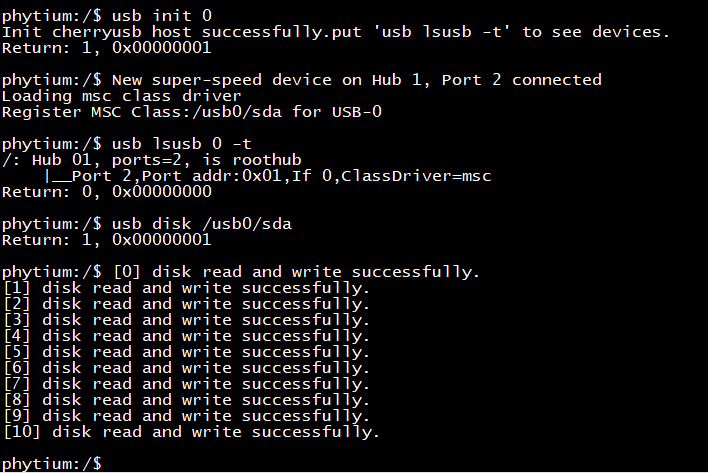 phytium:/$ usb init 0
Init cherryusb host successfully.put 'usb lsusb -t' to see devices.
Return: 1, 0x00000001
phytium:/$ New super-speed device on Hub 1, Port 2 connected
Loading msc class driver
Register MSC Class:/usb0/sda for USB-0
phytium:/$ usb lsusb 0 -t
/: Hub 01, ports=2, is roothub
    |__Port 2,Port addr:0x01,If 0,ClassDriver=msc
Return: 0, 0x00000000
phytium:/$ usb disk /usb0/sda
Return: 1, 0x00000001
phytium:/$ [0] disk read and write successfully.
[1] disk read and write successfully.
[2] disk read and write successfully.
[3] disk read and write successfully.
[4] disk read and write successfully.
[5] disk read and write successfully.
[6] disk read and write successfully.
[7] disk read and write successfully.
[8] disk read and write successfully.
[9] disk read and write successfully.
[10] disk read and write successfully.
phytium:/$